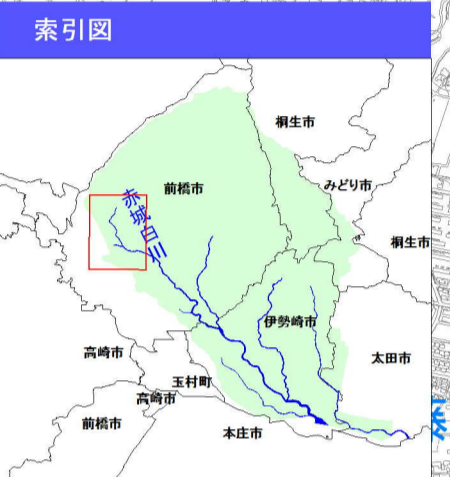 索引図
桐生市
みどり市
前橋市
赤城白川
桐生市
伊勢崎市
太田市
高崎市
玉村町
高崎市
前橋市
本庄市